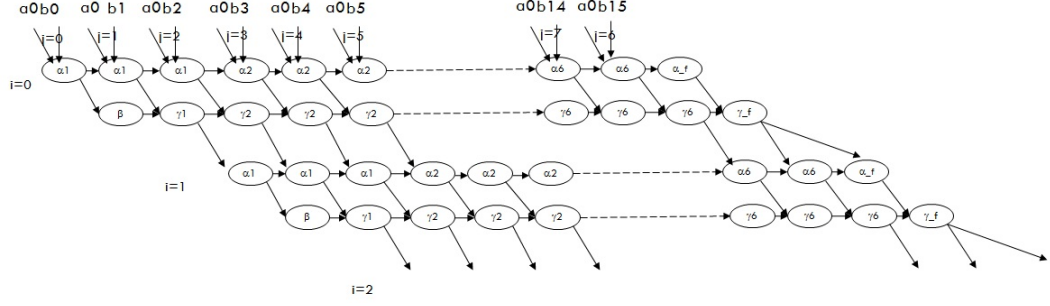 a0b0 a0 b1 a0b2 a0b3 a0b4 a0b5 a0b14 a0b15
j=0 j=1 j=2 j=3 j=4 j=5 j=7 j=6
α1 α1 α1 α2 α2 α2 α6 α6 α_f
i=0
β γ1 γ2 γ2 γ2 γ6 γ6 γ6 γ_f
α1 α1 α1 α2 α2 α2 α6 α6 α_f
i=1
β γ1 γ2 γ2 γ2 γ6 γ6 γ6 γ_f
i=2